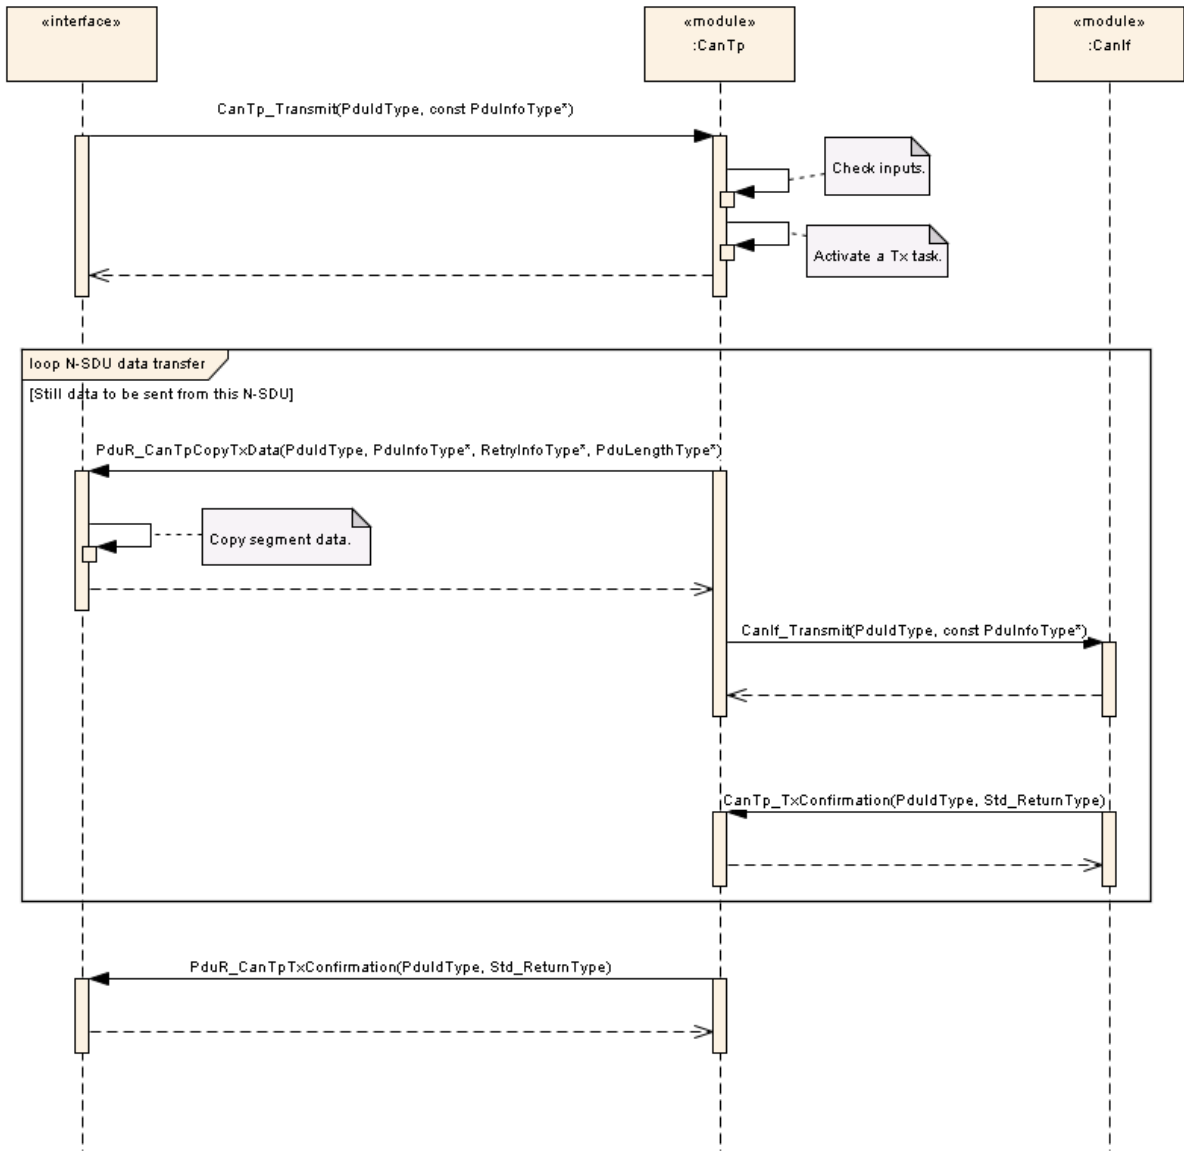 «interface»
«module»
:CanTp
«module»
:CanIf
CanTp_Transmit(PduIdType, const PduInfoType*)
Check inputs.
Activate a Tx task.
loop N-SDU data transfer
[Still data to be sent from this N-SDU]
PduR_CanTpCopyTxData(PduIdType, PduInfoType*, RetryInfoType*, PduLengthType*)
Copy segment data.
CanIf_Transmit(PduIdType, const PduInfoType*)
CanTp_TxConfirmation(PduIdType, Std_ReturnType)
PduR_CanTpTxConfirmation(PduIdType, Std_ReturnType)